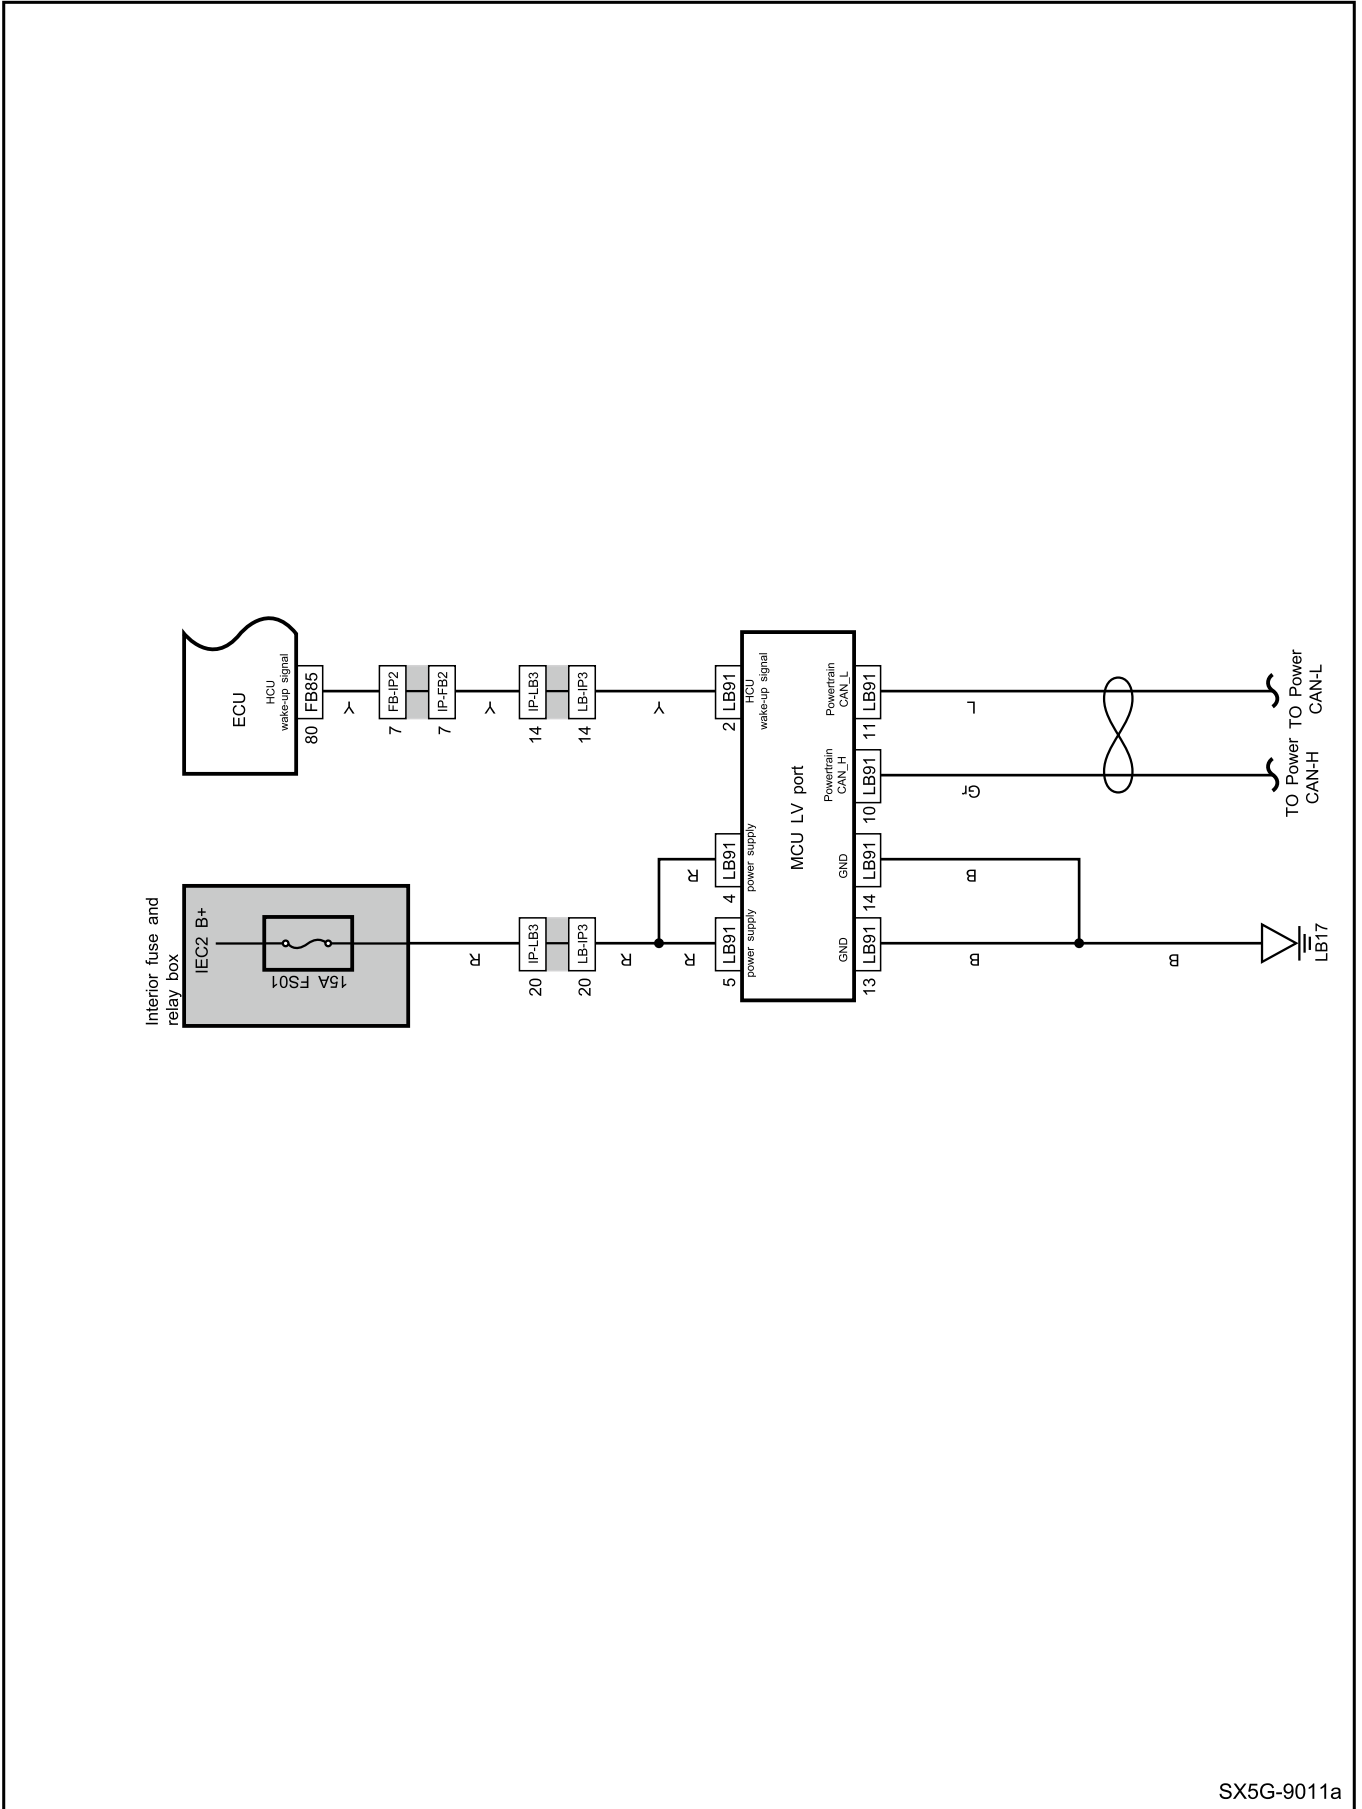 Interior fuse and
relay box
IEC2 B+
15A FS01
R
20 IP-LB3
20 LB-IP3
R
R
R
ECU
HCU
wake-up signal
80 FB85
Y
7 FB-IP2
7 IP-FB2
Y
14 IP-LB3
14 LB-IP3
Y
5 LB91
power supply
4 LB91
power supply
2 LB91
HCU
wake-up signal
MCU LV port
GND
13 LB91
GND
14 LB91
Powertrain
CAN_H
10 LB91
Powertrain
CAN_L
11 LB91
B
B
Gr
L
B
LB17
TO Power
CAN-H
TO Power
CAN-L
SX5G-9011a